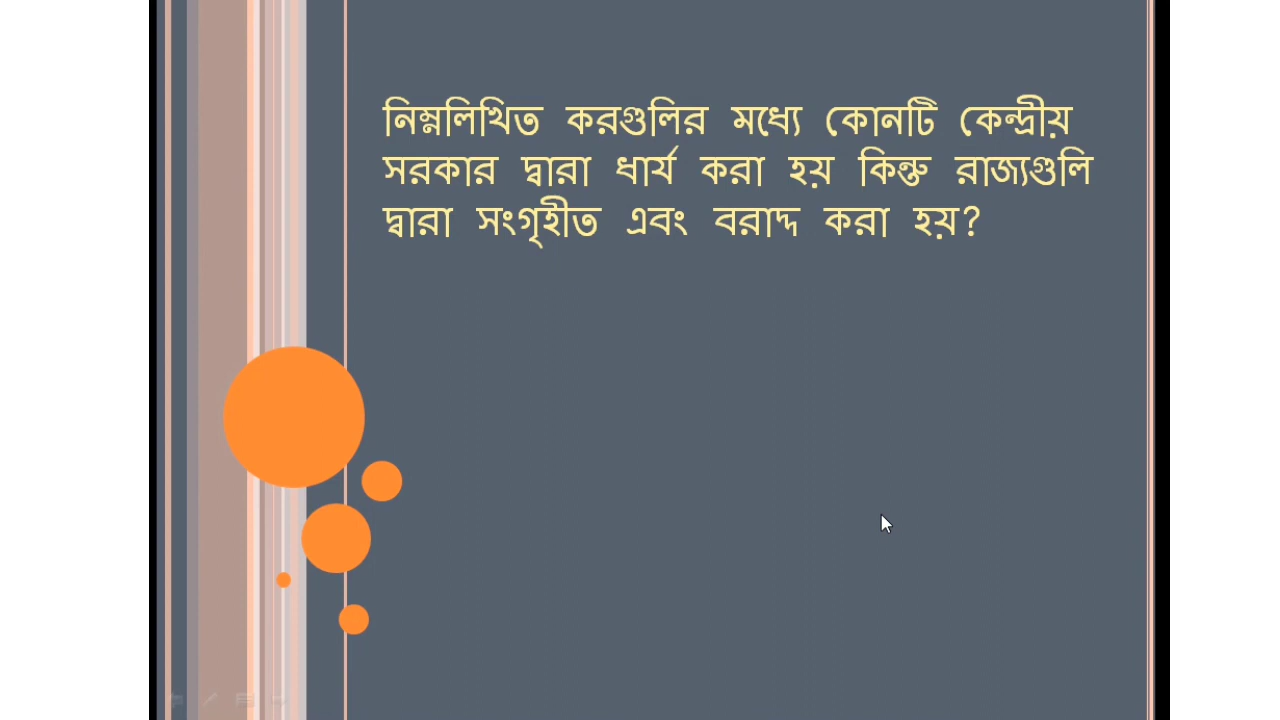 নিম্নলিখিত করগুলির মধ্যে কোনটি কেন্দ্রীয়
সরকার দ্বারা ধার্য করা হয় কিন্তু রাজ্যগুলি
দ্বারা সংগৃহীত এবং বরাদ্দ করা হয়?